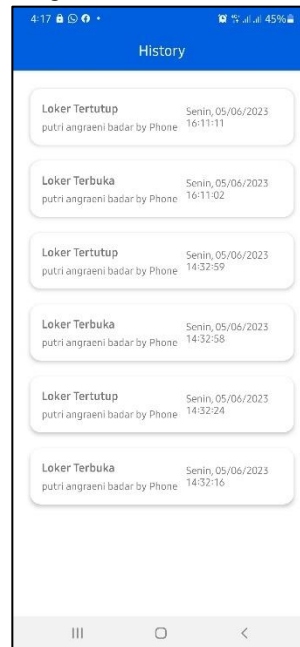 4:17 45%
History
Loker Tertutup
putri angraeni badar by Phone
Senin, 05/06/2023
16:11:11
Loker Terbuka
putri angraeni badar by Phone
Senin, 05/06/2023
16:11:02
Loker Tertutup
putri angraeni badar by Phone
Senin, 05/06/2023
14:32:59
Loker Terbuka
putri angraeni badar by Phone
Senin, 05/06/2023
14:32:58
Loker Tertutup
putri angraeni badar by Phone
Senin, 05/06/2023
14:32:24
Loker Terbuka
putri angraeni badar by Phone
Senin, 05/06/2023
14:32:16